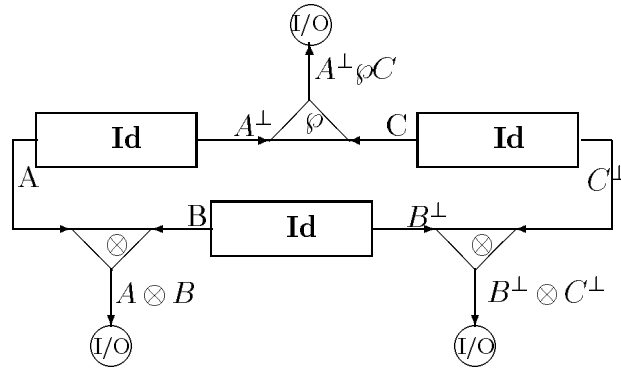 I/O
A⊥℘C
Id A⊥ ℘ C Id
A C⊥
B Id B⊥
⊗ ⊗
A ⊗ B B⊥ ⊗ C⊥
I/O I/O